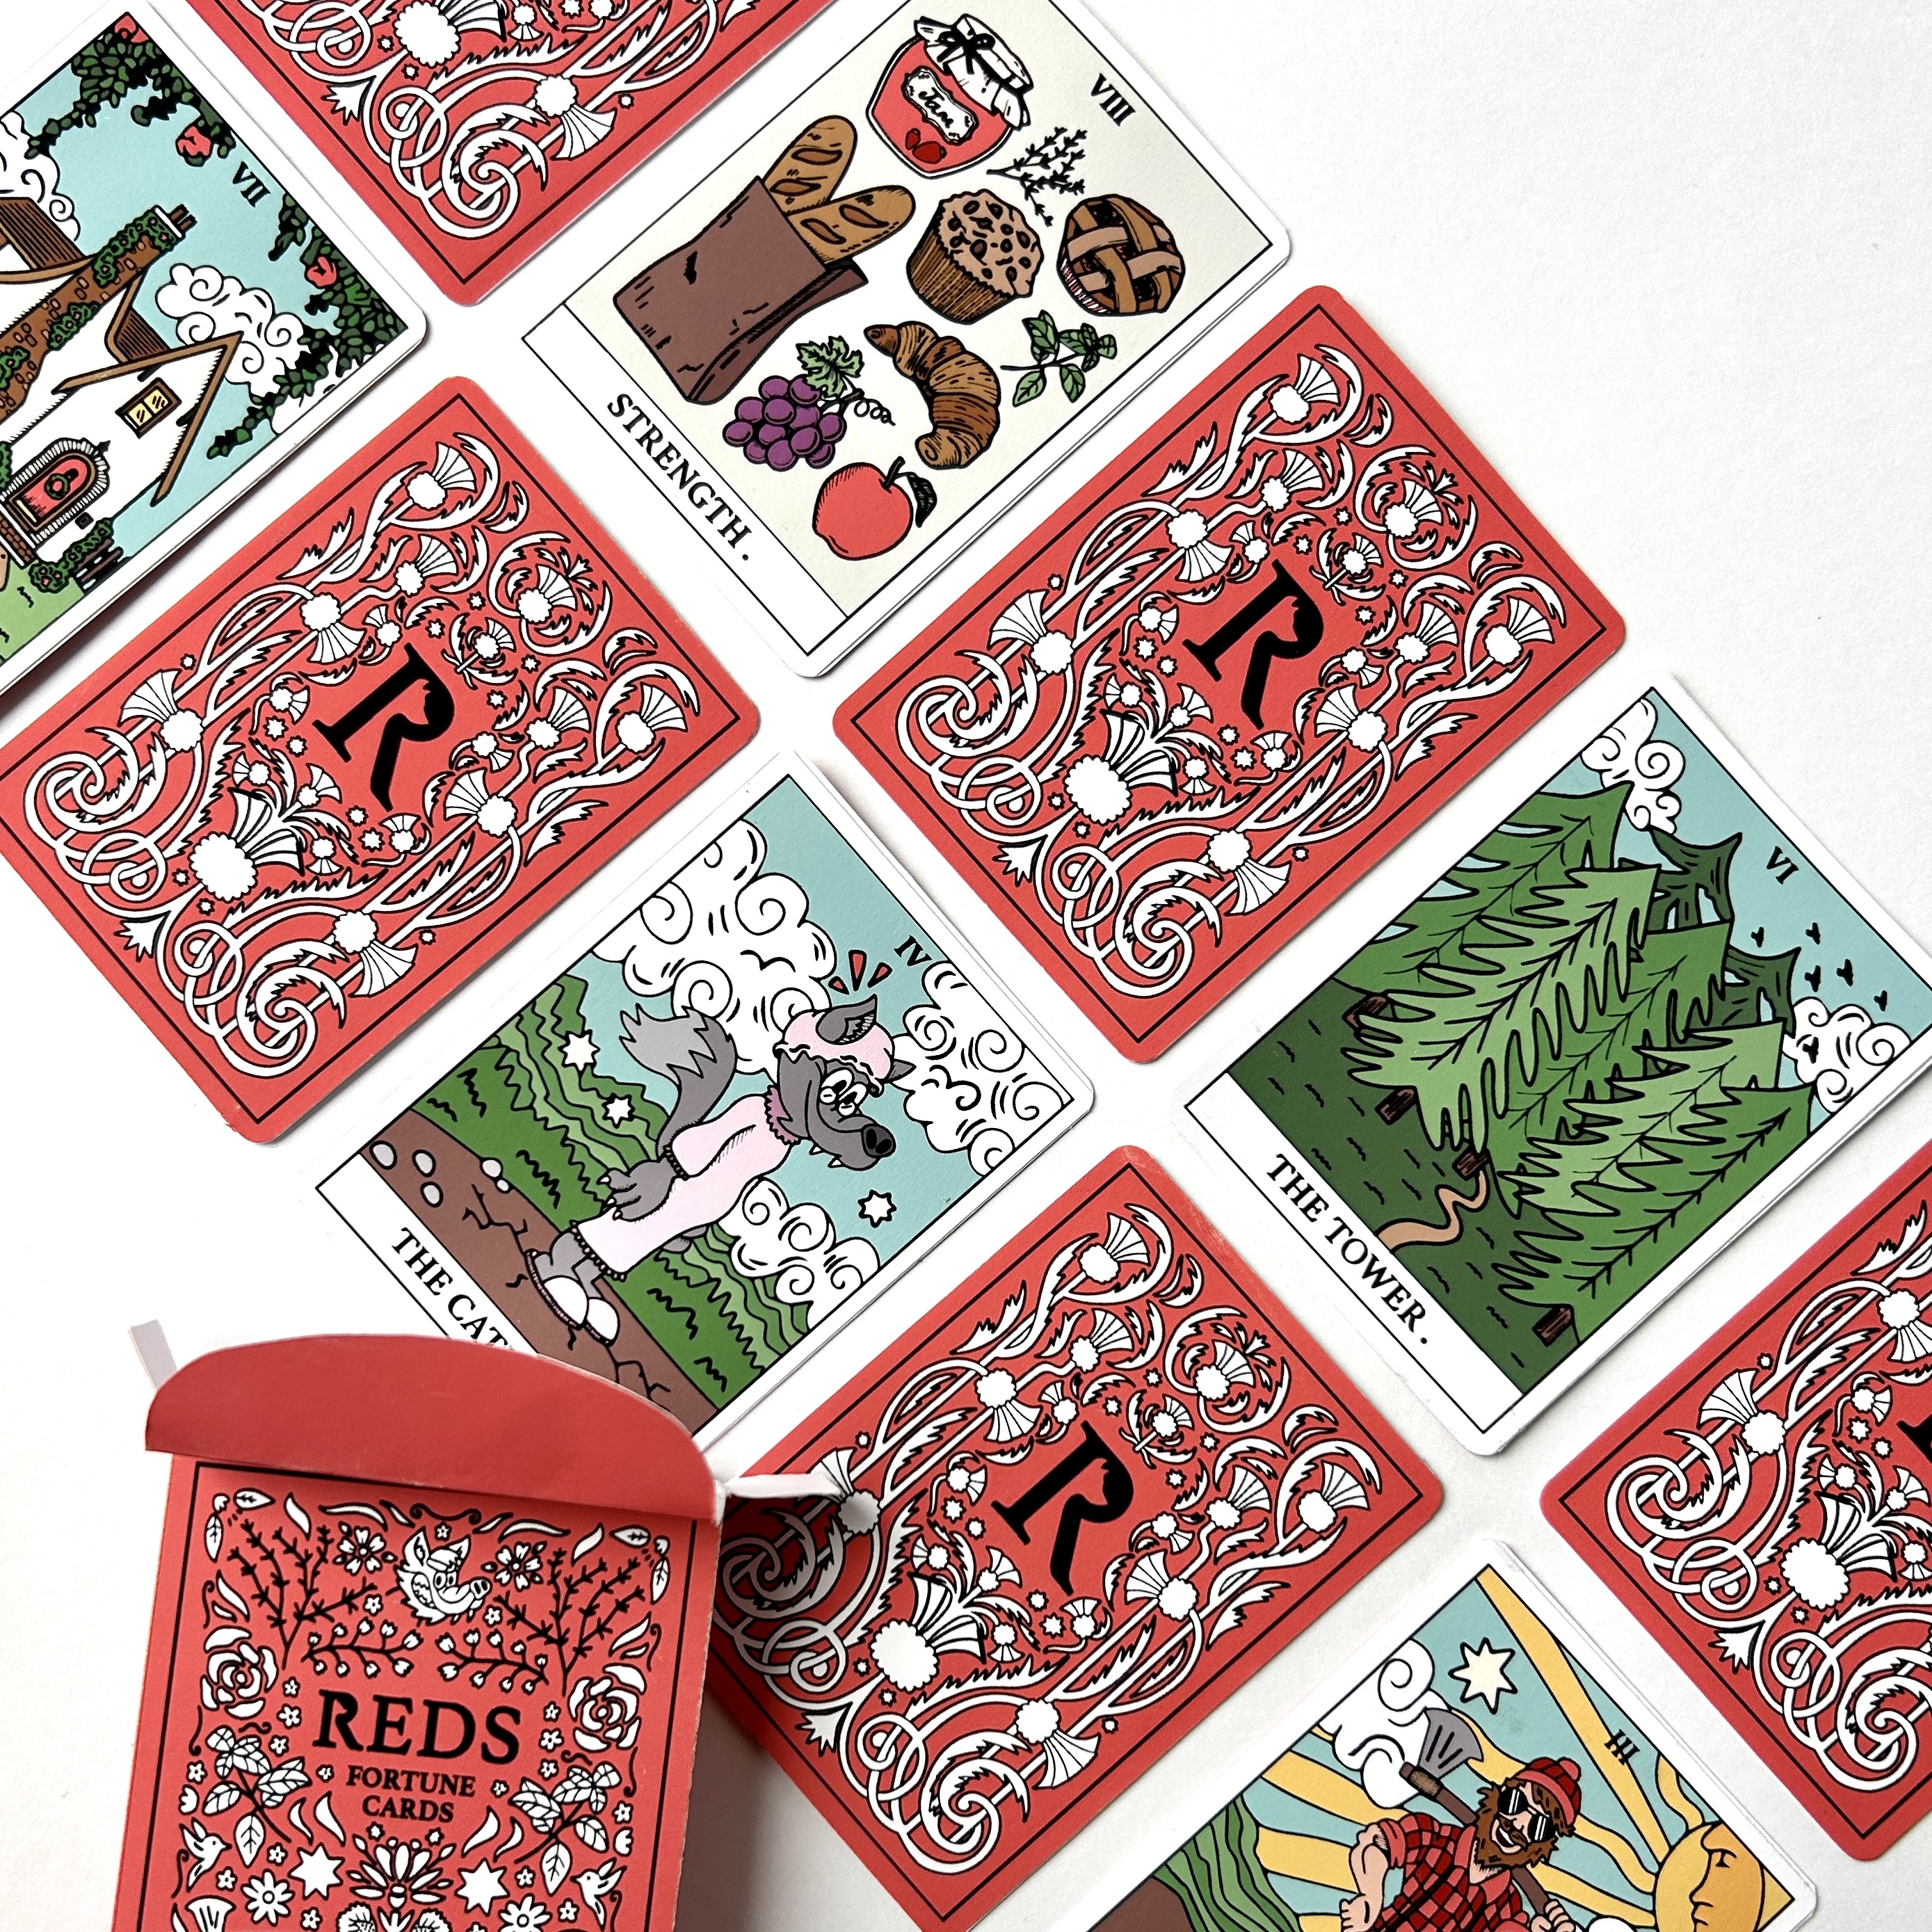 VII
VIII
Jam
STRENGTH.
R
R
IV
THE CAT
VI
THE TOWER.
R
III
REDS
FORTUNE
CARDS